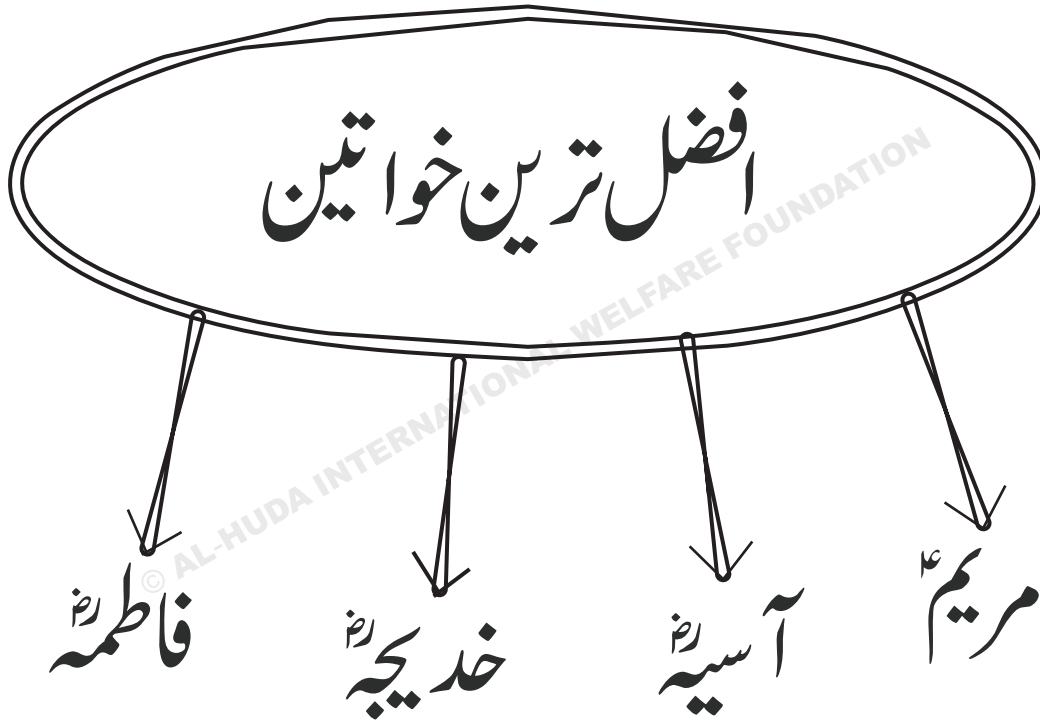 افضل ترین خواتین
مریمؑ
آسیہؓ
خدیجہؓ
فاطمہؓ
© AL-HUDA INTERNATIONAL WELFARE FOUNDATION